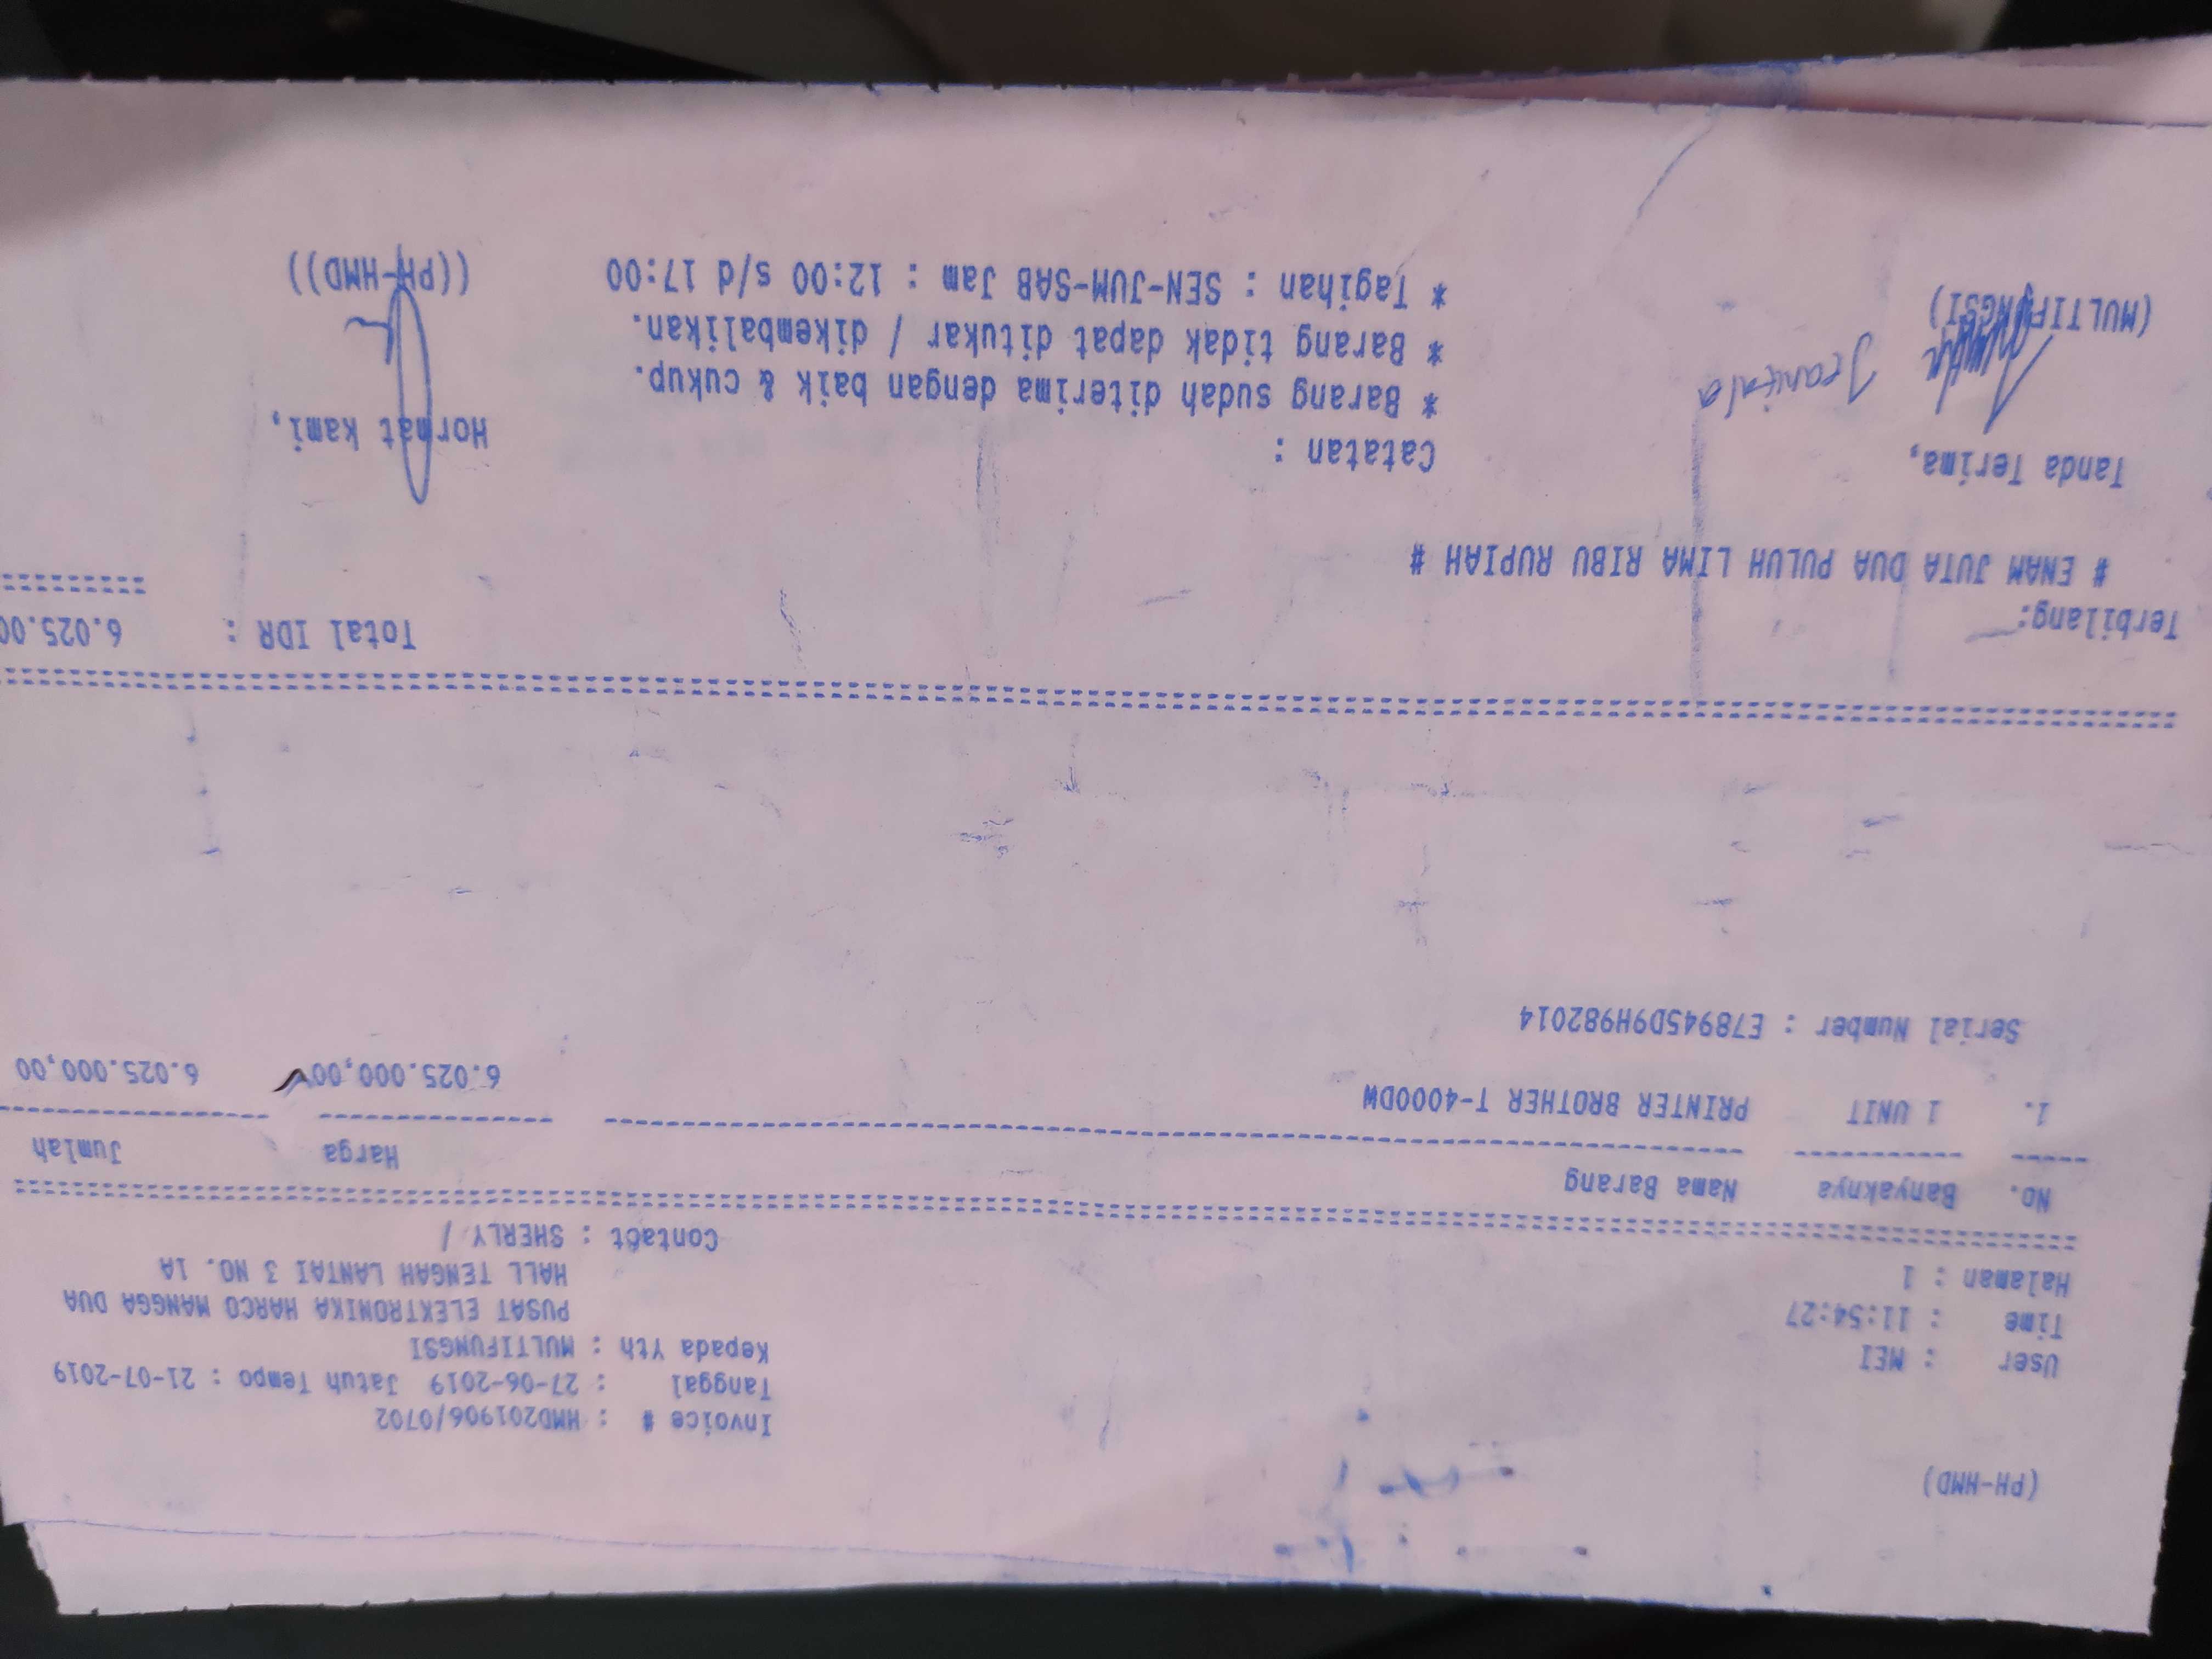 (PH-HMD)
Invoice # : HMD201906/0702
Tanggal : 27-06-2019 Jatuh Tempo : 21-07-2019
User : MEI
Kepada Yth : MULTIFUNGSI
Time : 11:54:27
PUSAT ELEKTRONIKA HARCO MANGGA DUA
Halaman : 1
HALL TENGAH LANTAI 3 NO. 1A
Contact : SHERLY /
No. Banyaknya Nama Barang Harga Jumlah
1. 1 UNIT PRINTER BROTHER T-4000DW 6.025.000,00 6.025.000,00
Serial Number : E78945D9H982014
Terbilang: Total IDR : 6.025.00
# ENAM JUTA DUA PULUH LIMA RIBU RUPIAH #
Tanda Terima, Catatan : Hormat kami,
* Barang sudah diterima dengan baik & cukup.
* Barang tidak dapat ditukar / dikembalikan.
(MULTIFUNGSI) * Tagihan : SEN-JUM-SAB Jam : 12:00 s/d 17:00 ((PH-HMD))